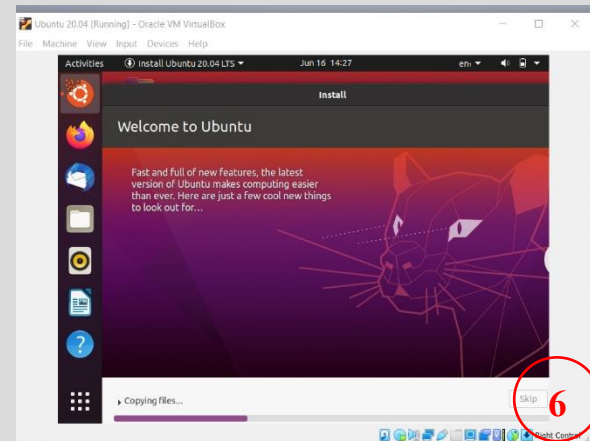 Ubuntu 20.04 [Running] - Oracle VM VirtualBox
File Machine View Input Devices Help
Activities Install Ubuntu 20.04 LTS Jun 16 14:27 en₁
Install
Welcome to Ubuntu
Fast and full of new features, the latest
version of Ubuntu makes computing easier
than ever. Here are just a few cool new things
to look out for...
Copying files...
Skip
6
Right Control